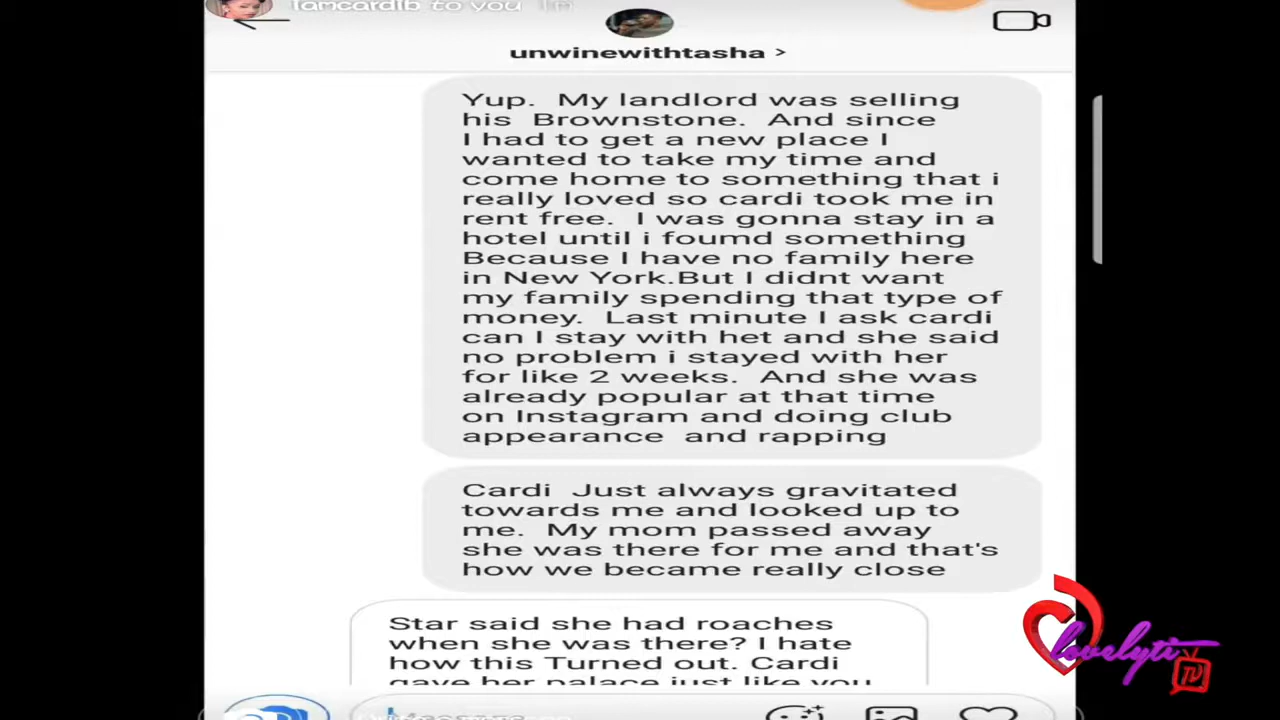 iamcardib to you 1m
unwinewithtasha >
Yup. My landlord was selling
his Brownstone. And since
I had to get a new place I
wanted to take my time and
come home to something that i
really loved so cardi took me in
rent free. I was gonna stay in a
hotel until i foumd something
Because I have no family here
in New York.But I didnt want
my family spending that type of
money. Last minute I ask cardi
can I stay with het and she said
no problem i stayed with her
for like 2 weeks. And she was
already popular at that time
on Instagram and doing club
appearance and rapping
Cardi Just always gravitated
towards me and looked up to
me. My mom passed away
she was there for me and that's
how we became really close
Star said she had roaches
when she was there? I hate
how this Turned out. Cardi
gave her palace just like you
lovelyti
TV